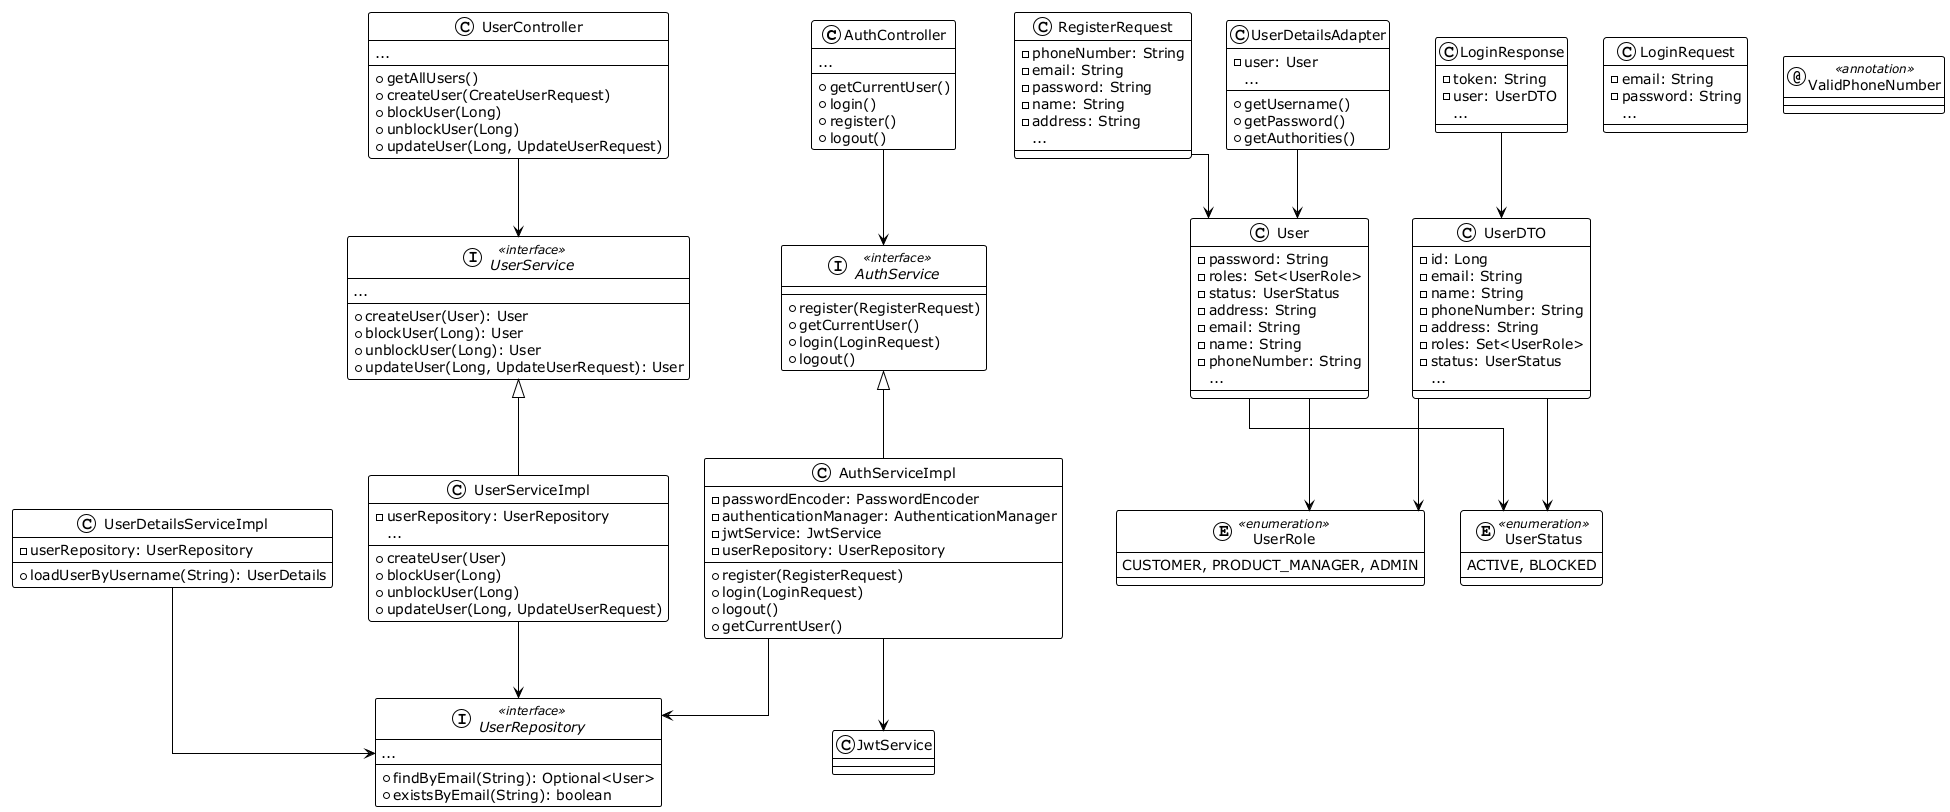 C UserController
...
getAllUsers()
createUser(CreateUserRequest)
blockUser(Long)
unblockUser(Long)
updateUser(Long, UpdateUserRequest)
C AuthController
...
getCurrentUser()
login()
register()
logout()
C RegisterRequest
phoneNumber: String
email: String
password: String
name: String
address: String
...
C UserDetailsAdapter
user: User
...
getUsername()
getPassword()
getAuthorities()
C LoginResponse
token: String
user: UserDTO
...
C LoginRequest
email: String
password: String
...
@ «annotation»
ValidPhoneNumber
I «interface»
UserService
...
createUser(User): User
blockUser(Long): User
unblockUser(Long): User
updateUser(Long, UpdateUserRequest): User
I «interface»
AuthService
register(RegisterRequest)
getCurrentUser()
login(LoginRequest)
logout()
C User
password: String
roles: Set<UserRole>
status: UserStatus
address: String
email: String
name: String
phoneNumber: String
...
C UserDTO
id: Long
email: String
name: String
phoneNumber: String
address: String
roles: Set<UserRole>
status: UserStatus
...
C UserDetailsServiceImpl
userRepository: UserRepository
loadUserByUsername(String): UserDetails
C UserServiceImpl
userRepository: UserRepository
...
createUser(User)
blockUser(Long)
unblockUser(Long)
updateUser(Long, UpdateUserRequest)
C AuthServiceImpl
passwordEncoder: PasswordEncoder
authenticationManager: AuthenticationManager
jwtService: JwtService
userRepository: UserRepository
register(RegisterRequest)
login(LoginRequest)
logout()
getCurrentUser()
E «enumeration»
UserRole
CUSTOMER, PRODUCT_MANAGER, ADMIN
E «enumeration»
UserStatus
ACTIVE, BLOCKED
I «interface»
UserRepository
...
findByEmail(String): Optional<User>
existsByEmail(String): boolean
C JwtService